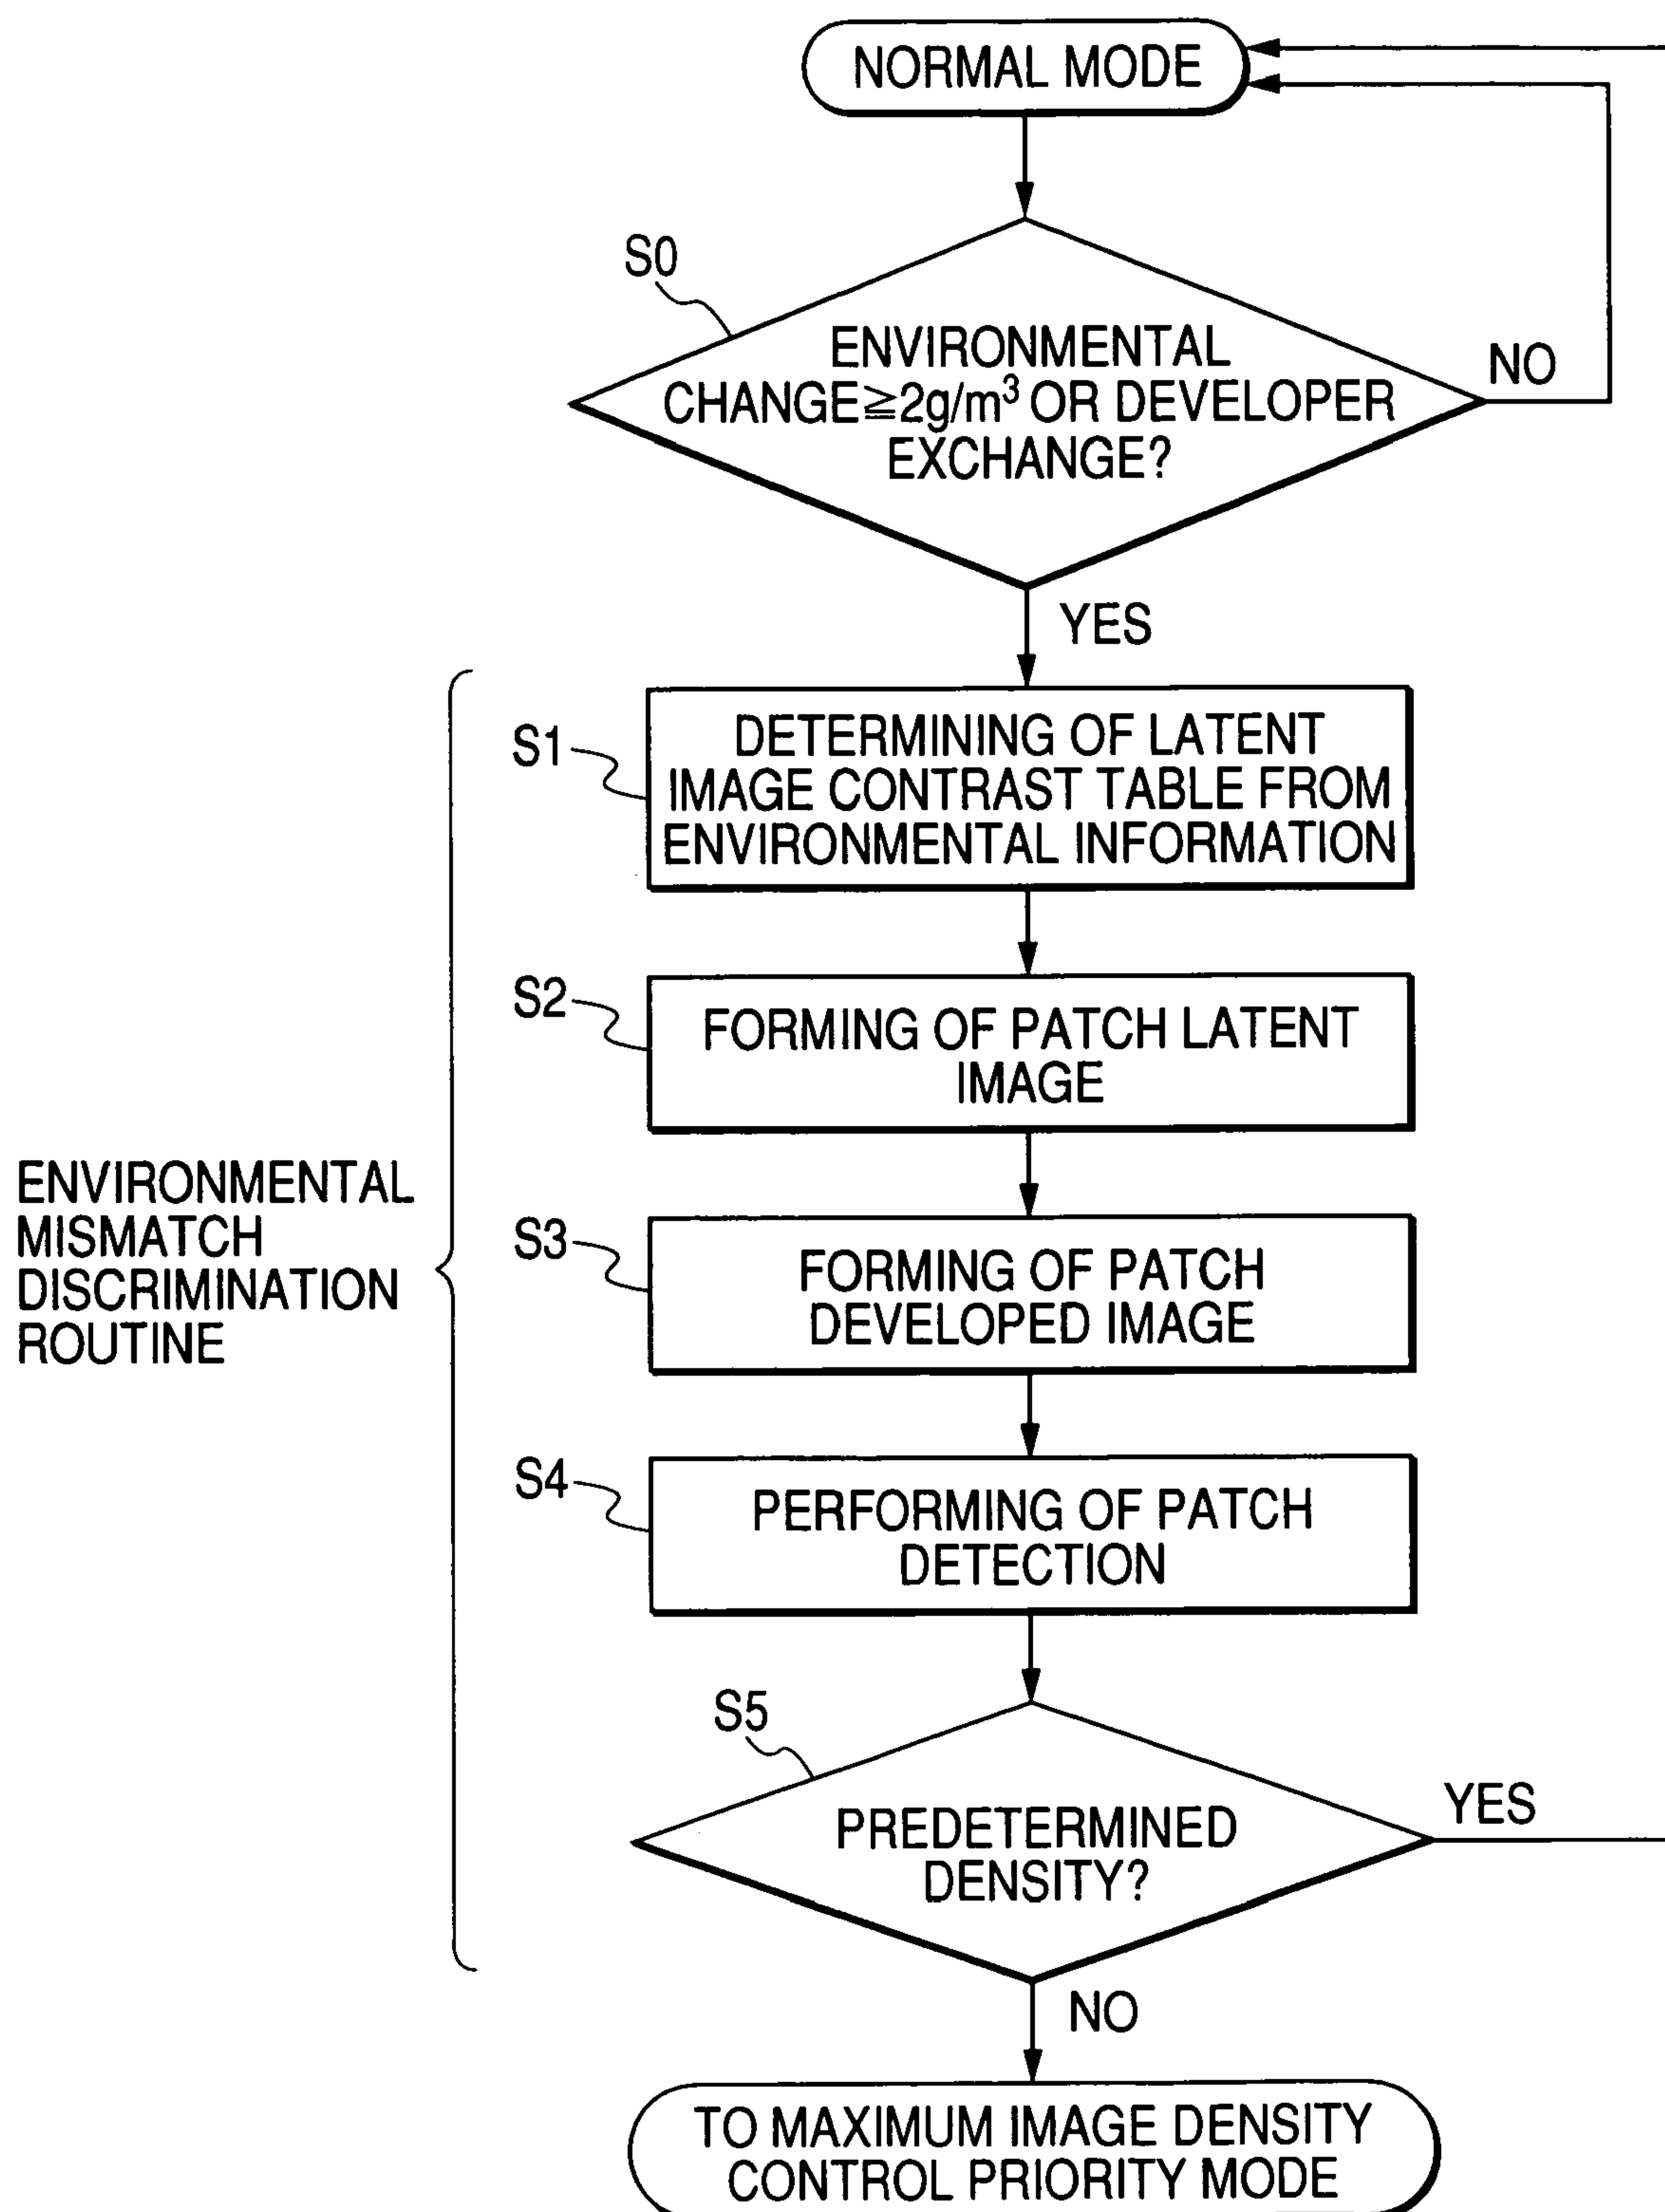 NORMAL MODE
S0
ENVIRONMENTAL
CHANGE≧2g/m³ OR DEVELOPER
EXCHANGE?
NO
YES
S1
DETERMINING OF LATENT
IMAGE CONTRAST TABLE FROM
ENVIRONMENTAL INFORMATION
S2
FORMING OF PATCH LATENT
IMAGE
ENVIRONMENTAL
MISMATCH
DISCRIMINATION
ROUTINE
S3
FORMING OF PATCH
DEVELOPED IMAGE
S4
PERFORMING OF PATCH
DETECTION
S5
PREDETERMINED
DENSITY?
YES
NO
TO MAXIMUM IMAGE DENSITY
CONTROL PRIORITY MODE